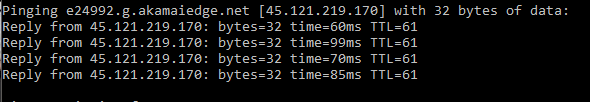 Pinging e24992.g.akamaiedge.net [45.121.219.170] with 32 bytes of data:
Reply from 45.121.219.170: bytes=32 time=60ms TTL=61
Reply from 45.121.219.170: bytes=32 time=99ms TTL=61
Reply from 45.121.219.170: bytes=32 time=70ms TTL=61
Reply from 45.121.219.170: bytes=32 time=85ms TTL=61